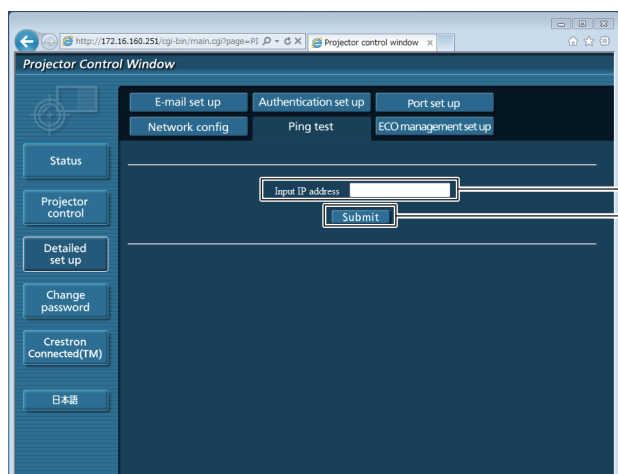 http://172.16.160.251/cgi-bin/main.cgi?page=PI
Projector control window
Projector Control Window
E-mail set up
Authentication set up
Port set up
Network config
Ping test
ECO management set up
Status
Projector
control
Detailed
set up
Change
password
Crestron
Connected(TM)
日本語
Input IP address
Submit